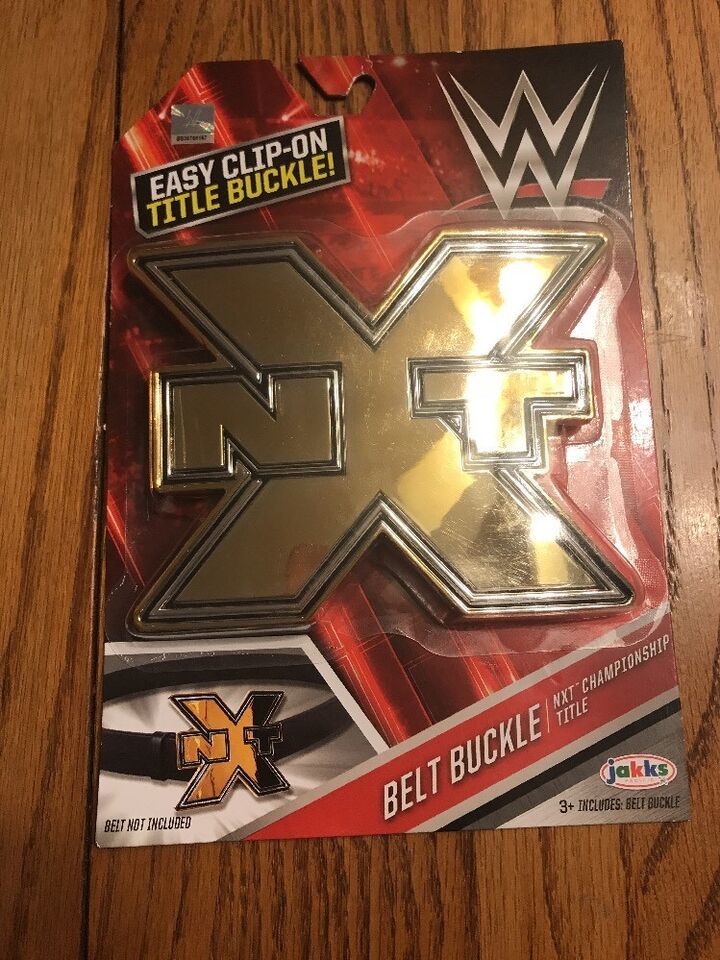 EASY CLIP-ON
TITLE BUCKLE!
W
NXT
NXT
BELT NOT INCLUDED
BELT BUCKLE
NXT™ CHAMPIONSHIP
TITLE
jakks
3+ INCLUDES: BELT BUCKLE